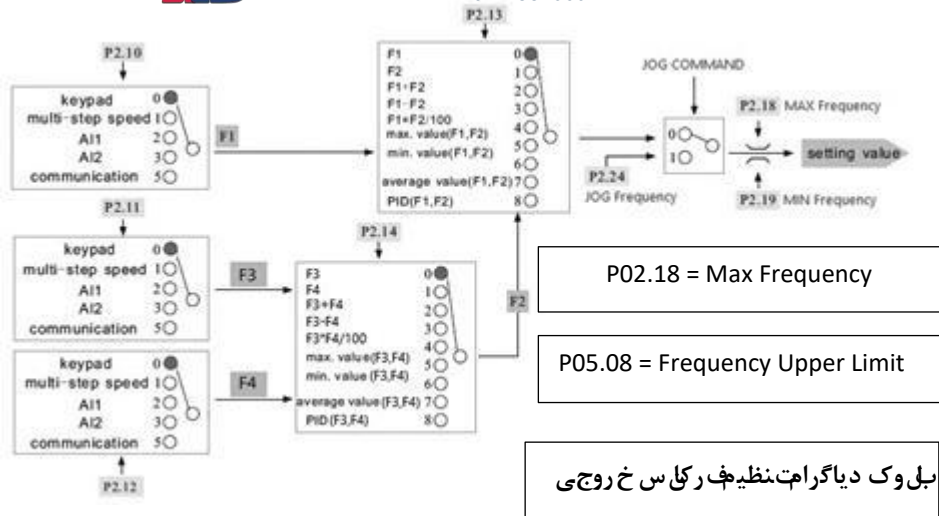 P2.10
keypad 0
multi-step speed 1
AI1 2
AI2 3
communication 5
F1
P2.13
F1 0
F2 1
F1+F2 2
F1-F2 3
F1*F2/100 4
max. value(F1,F2) 5
min. value(F1,F2) 6
average value(F1,F2) 7
PID(F1,F2) 8
JOG COMMAND
0
1
P2.24
JOG Frequency
P2.18 MAX Frequency
setting value
P2.19 MIN Frequency
P2.11
keypad 0
multi-step speed 1
AI1 2
AI2 3
communication 5
F3
P2.14
F3 0
F4 1
F3+F4 2
F3-F4 3
F3*F4/100 4
max. value(F3,F4) 5
min. value (F3,F4) 6
average value(F3,F4) 7
PID(F3,F4) 8
F2
keypad 0
multi-step speed 1
AI1 2
AI2 3
communication 5
F4
P2.12
P02.18 = Max Frequency
P05.08 = Frequency Upper Limit
بلوک دیاگرام تنظیم فرکانس خروجی